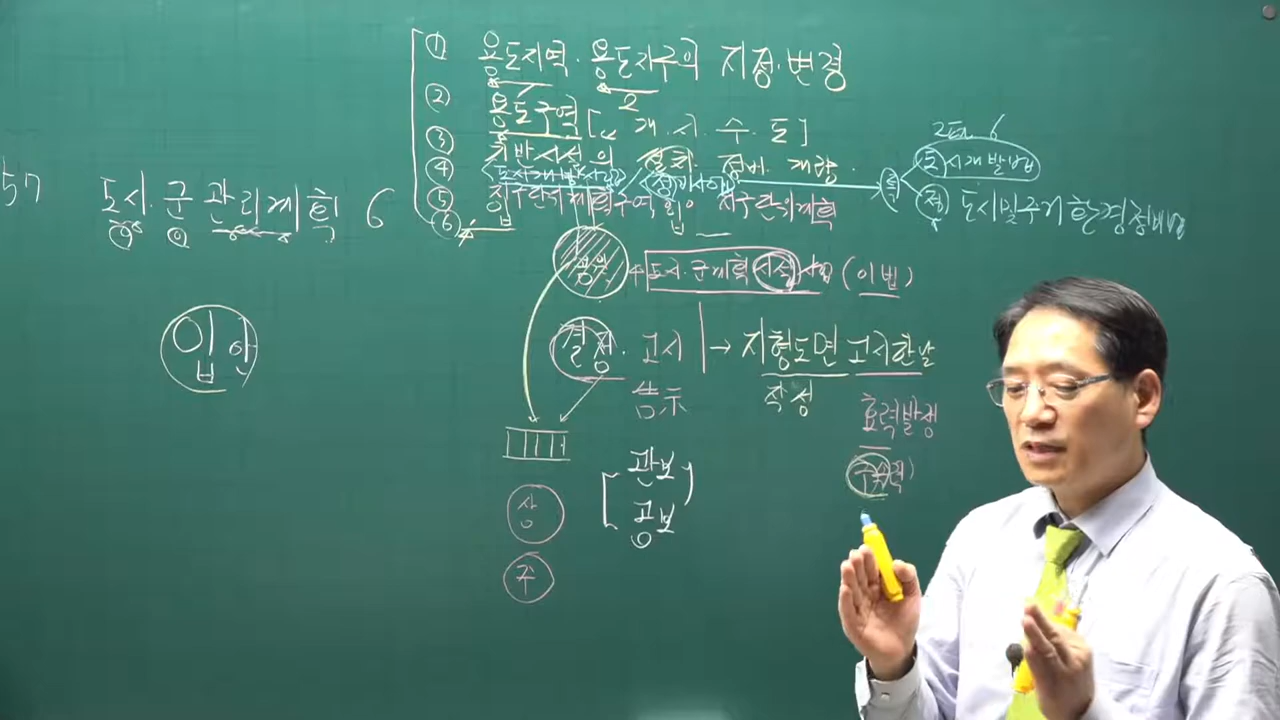 ① 용도지역·용도지구의 지정·변경
2
② 용도구역 [ 개·시·수·도 ]
③ 기반시설의 설치·정비·개량
④ <도시개발사업> / <정비사업>
⑤ 지구단위계획구역 지구단위계획
⑥ 입
도시개발법
도시및주거환경정비법
57 도시·군관리계획 6
도시·군계획시설사업 (이법)
입안
결정·고시 → 지형도면 고시한 날
작성
효력발생
관보
공보
상
주